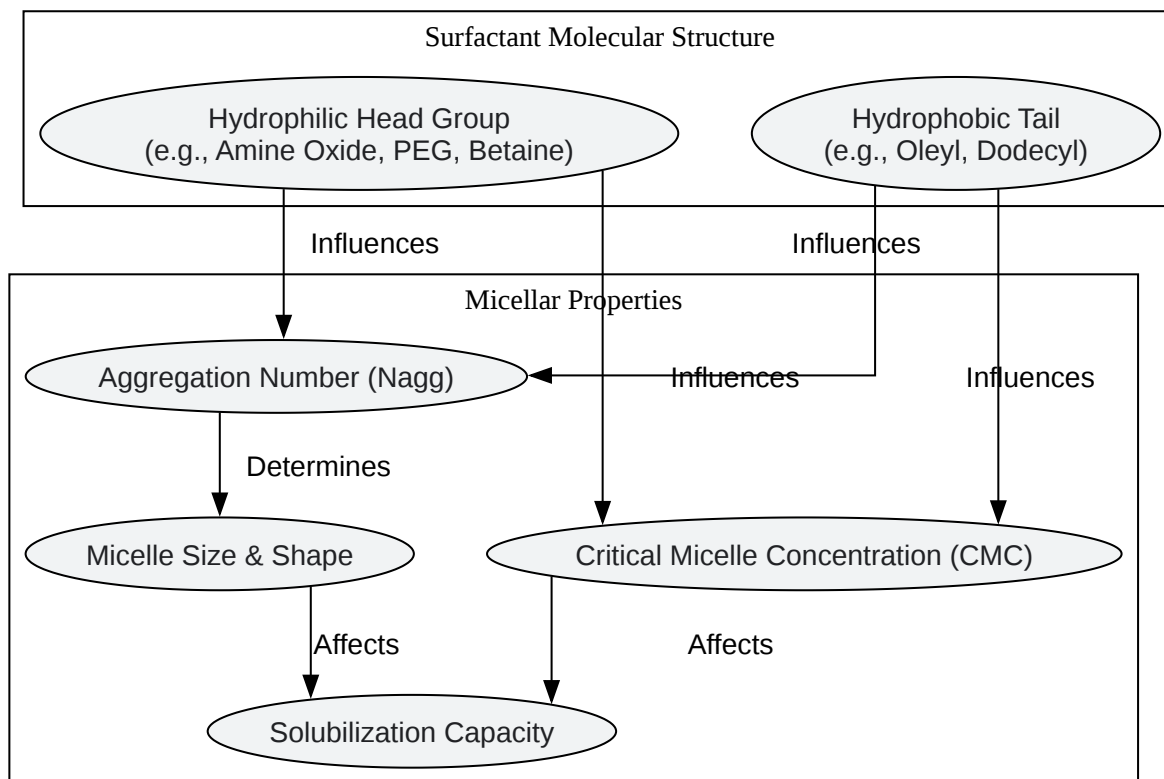 Surfactant Molecular Structure
Hydrophilic Head Group
(e.g., Amine Oxide, PEG, Betaine)
Hydrophobic Tail
(e.g., Oleyl, Dodecyl)
Influences
Influences
Micellar Properties
Aggregation Number (Nagg)
Influences
Influences
Determines
Micelle Size & Shape
Critical Micelle Concentration (CMC)
Affects
Affects
Solubilization Capacity